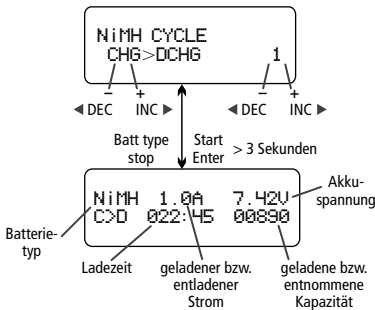 NiMH CYCLE
CHG>DCHG 1
– + – +
◄ DEC INC ► ◄ DEC INC ►
Batt type stop
Start Enter > 3 Sekunden
NiMH 1.0A 7.42V
C>D 022:45 00890
Akku-
spannung
Batterie-
typ
Ladezeit
geladener bzw.
entladener
Strom
geladene bzw.
entnommene
Kapazität